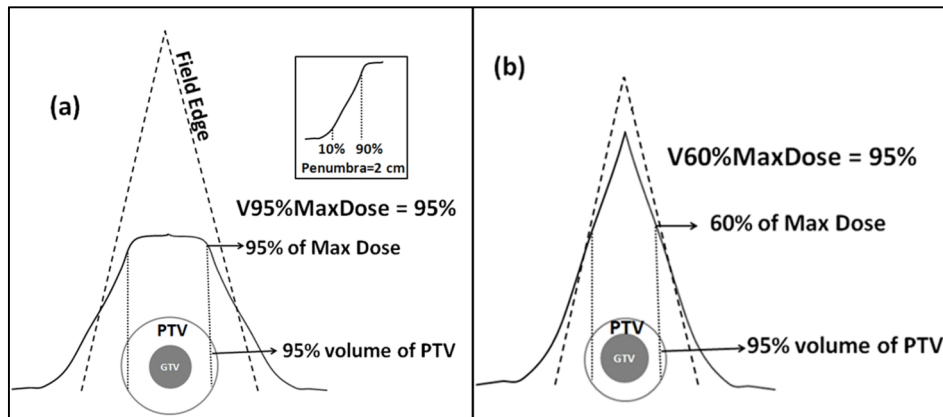 (a)
Field Edge
10% 90%
Penumbra=2 cm
V95%MaxDose = 95%
95% of Max Dose
PTV
GTV
95% volume of PTV
(b)
V60%MaxDose = 95%
60% of Max Dose
PTV
GTV
95% volume of PTV